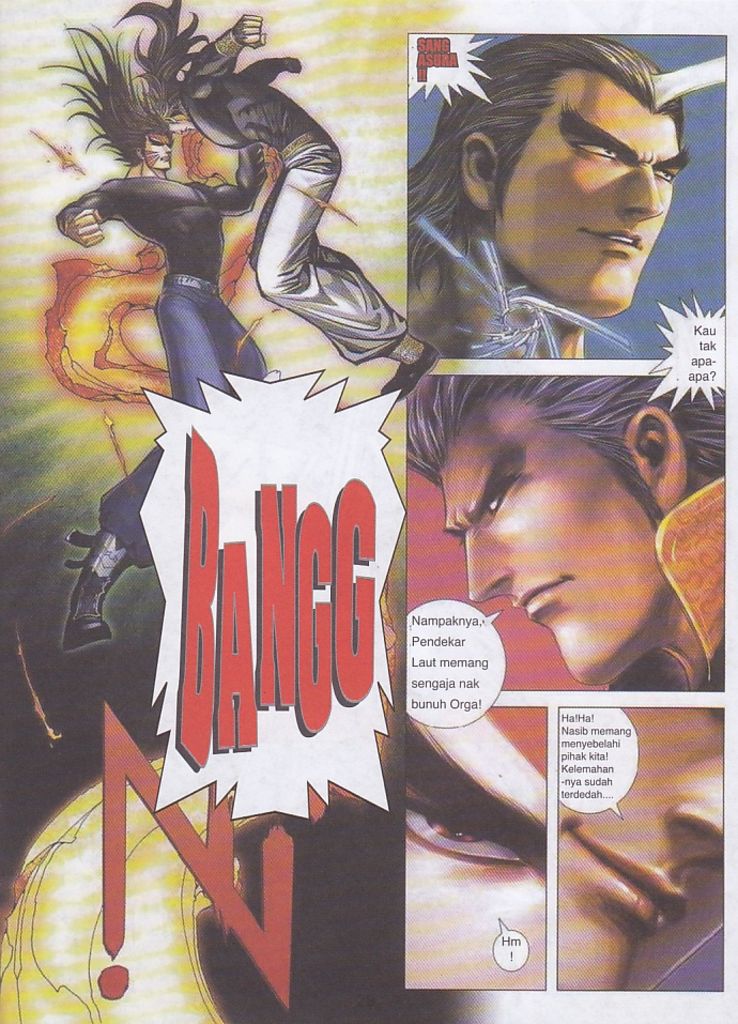 BANGG
!
N
SANG
ASURA
!!
Kau
tak
apa-
apa?
Nampaknya,
Pendekar
Laut memang
sengaja nak
bunuh Orga!
Hm
!
Ha!Ha!
Nasib memang
menyebelahi
pihak kita!
Kelemahan
-nya sudah
terdedah....